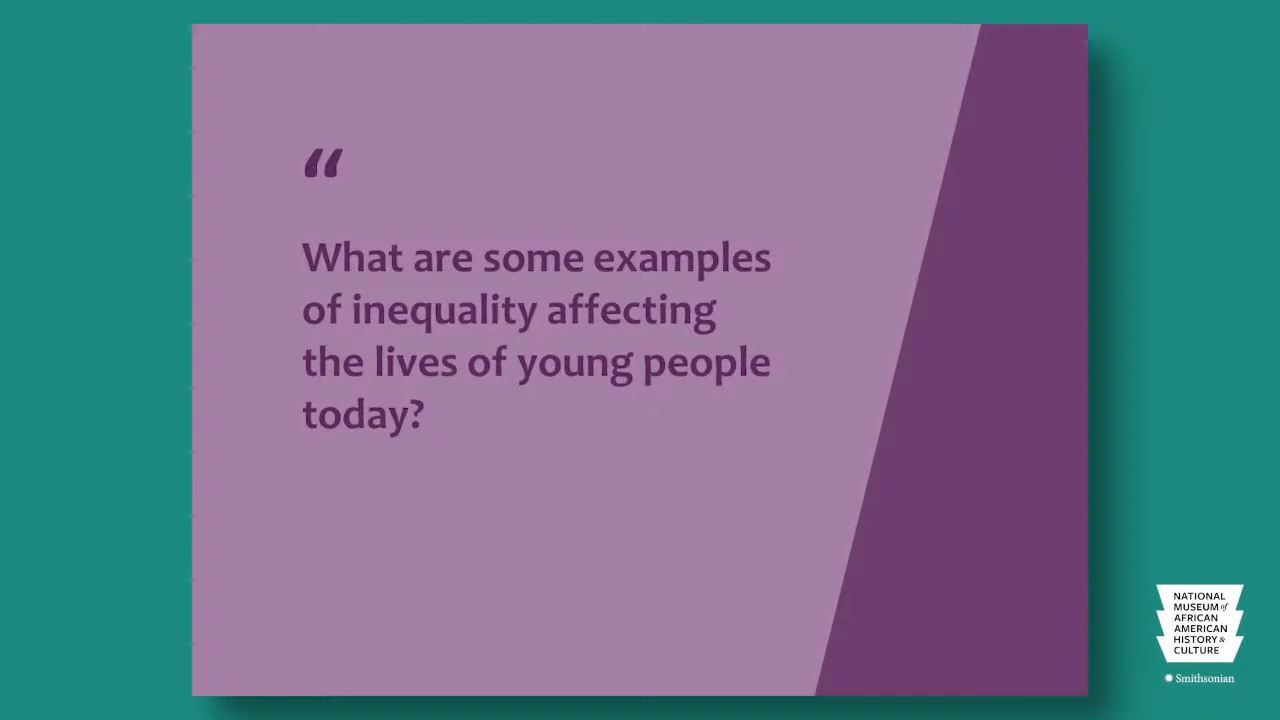 “
What are some examples
of inequality affecting
the lives of young people
today?
NATIONAL
MUSEUM of
AFRICAN
AMERICAN
HISTORY &
CULTURE
Smithsonian